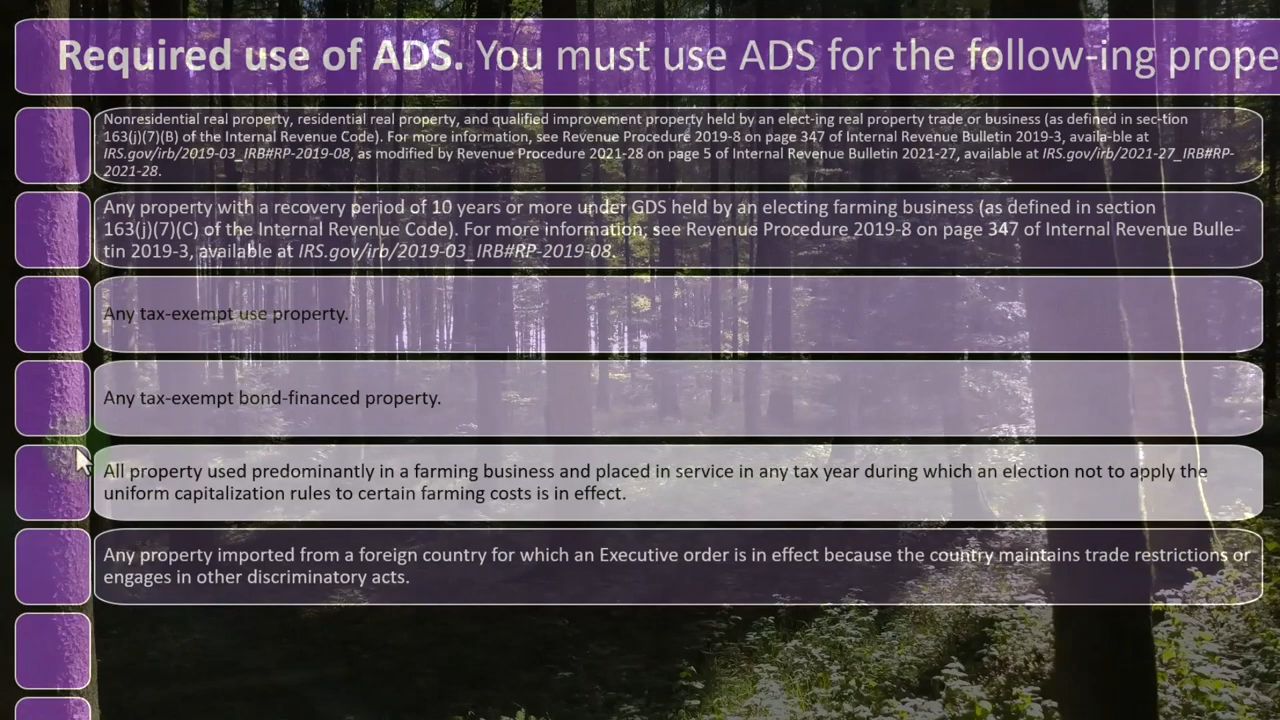 Required use of ADS. You must use ADS for the follow-ing prope
Nonresidential real property, residential real property, and qualified improvement property held by an elect-ing real property trade or business (as defined in sec-tion
163(j)(7)(B) of the Internal Revenue Code). For more information, see Revenue Procedure 2019-8 on page 347 of Internal Revenue Bulletin 2019-3, availa-ble at
IRS.gov/irb/2019-03_IRB#RP-2019-08, as modified by Revenue Procedure 2021-28 on page 5 of Internal Revenue Bulletin 2021-27, available at IRS.gov/irb/2021-27_IRB#RP-
2021-28.
Any property with a recovery period of 10 years or more under GDS held by an electing farming business (as defined in section
163(j)(7)(C) of the Internal Revenue Code). For more information, see Revenue Procedure 2019-8 on page 347 of Internal Revenue Bulle-
tin 2019-3, available at IRS.gov/irb/2019-03_IRB#RP-2019-08.
Any tax-exempt use property.
Any tax-exempt bond-financed property.
All property used predominantly in a farming business and placed in service in any tax year during which an election not to apply the
uniform capitalization rules to certain farming costs is in effect.
Any property imported from a foreign country for which an Executive order is in effect because the country maintains trade restrictions or
engages in other discriminatory acts.